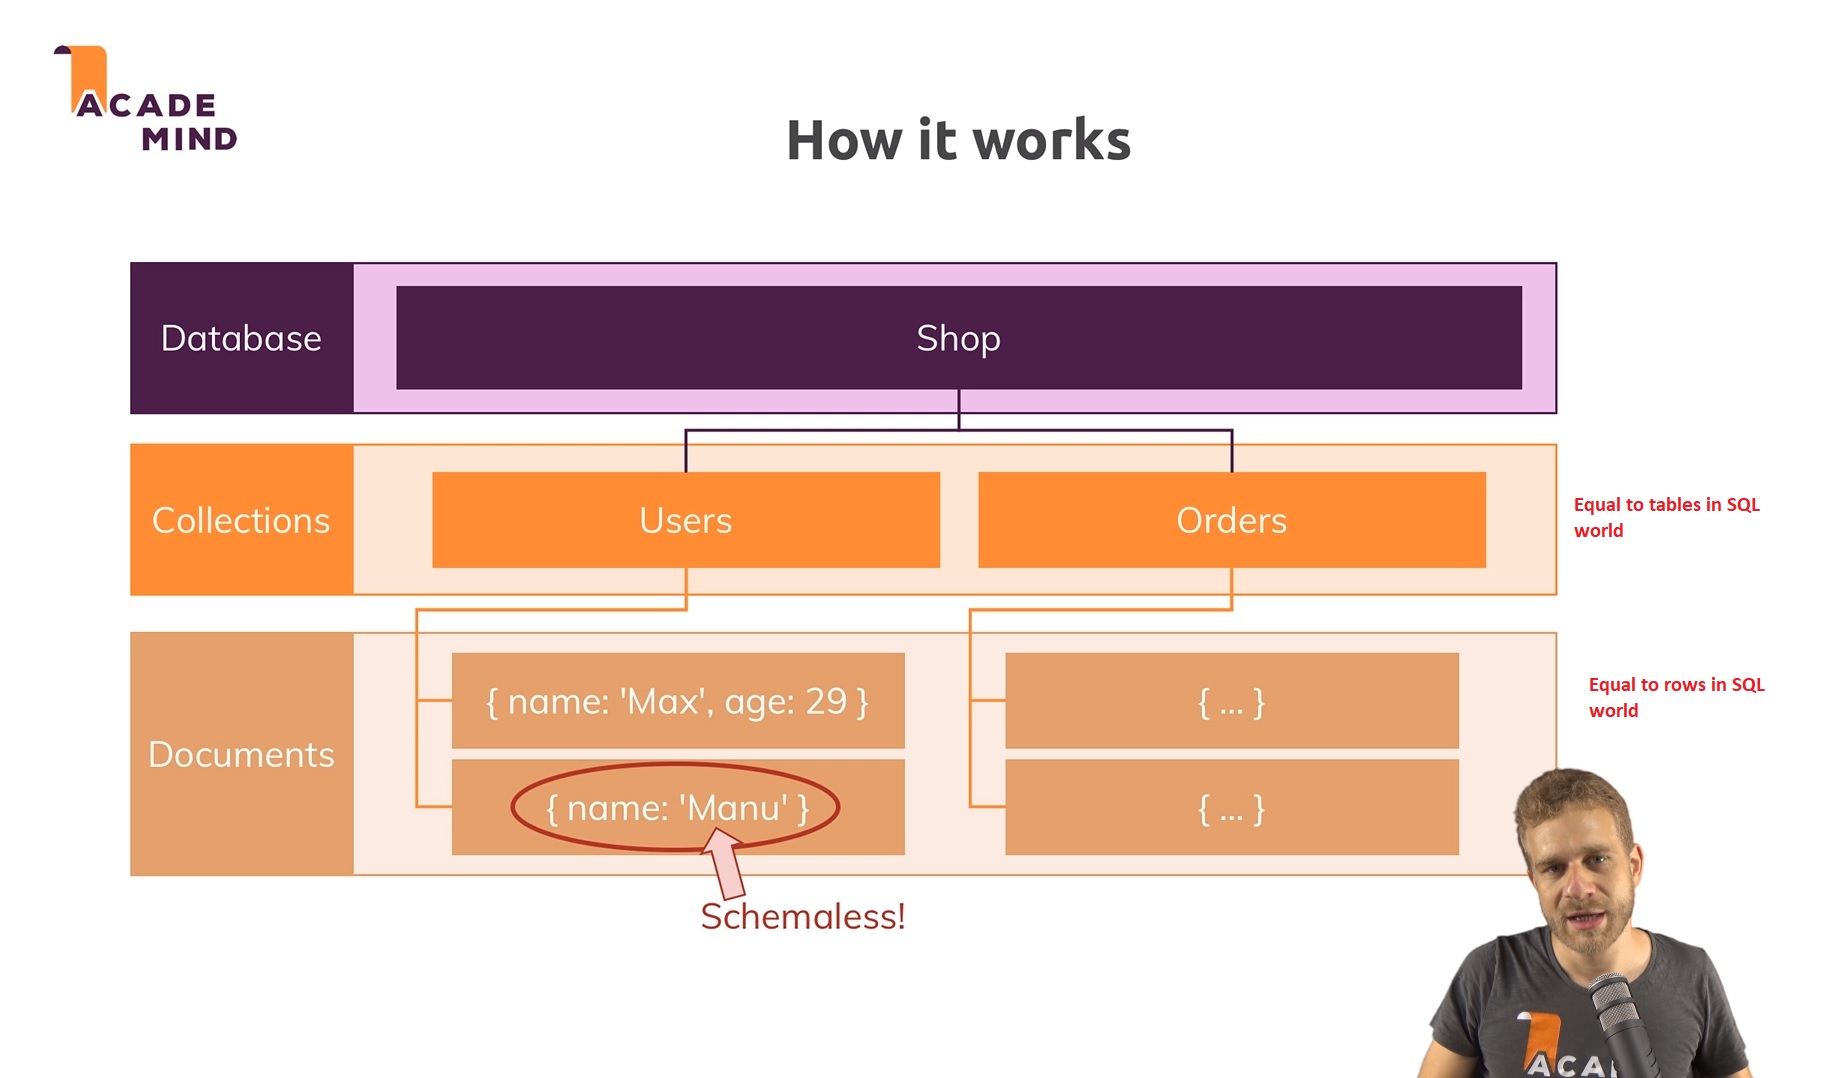 ACADE
MIND
How it works
Database
Shop
Collections
Users
Orders
Equal to tables in SQL
world
Documents
{ name: 'Max', age: 29 }
{ ... }
Equal to rows in SQL
world
{ name: 'Manu' }
{ ... }
Schemaless!
ACA